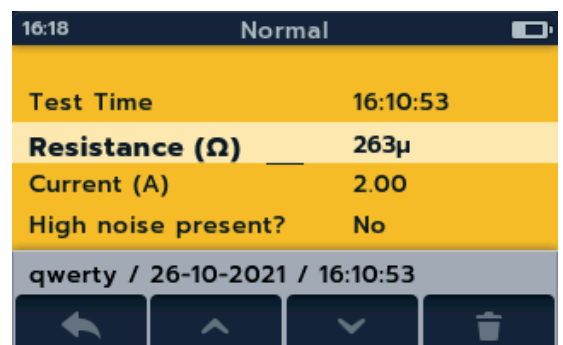 16:18 Normal
Test Time 16:10:53
Resistance (Ω) __ 263µ
Current (A) 2.00
High noise present? No
qwerty / 26-10-2021 / 16:10:53